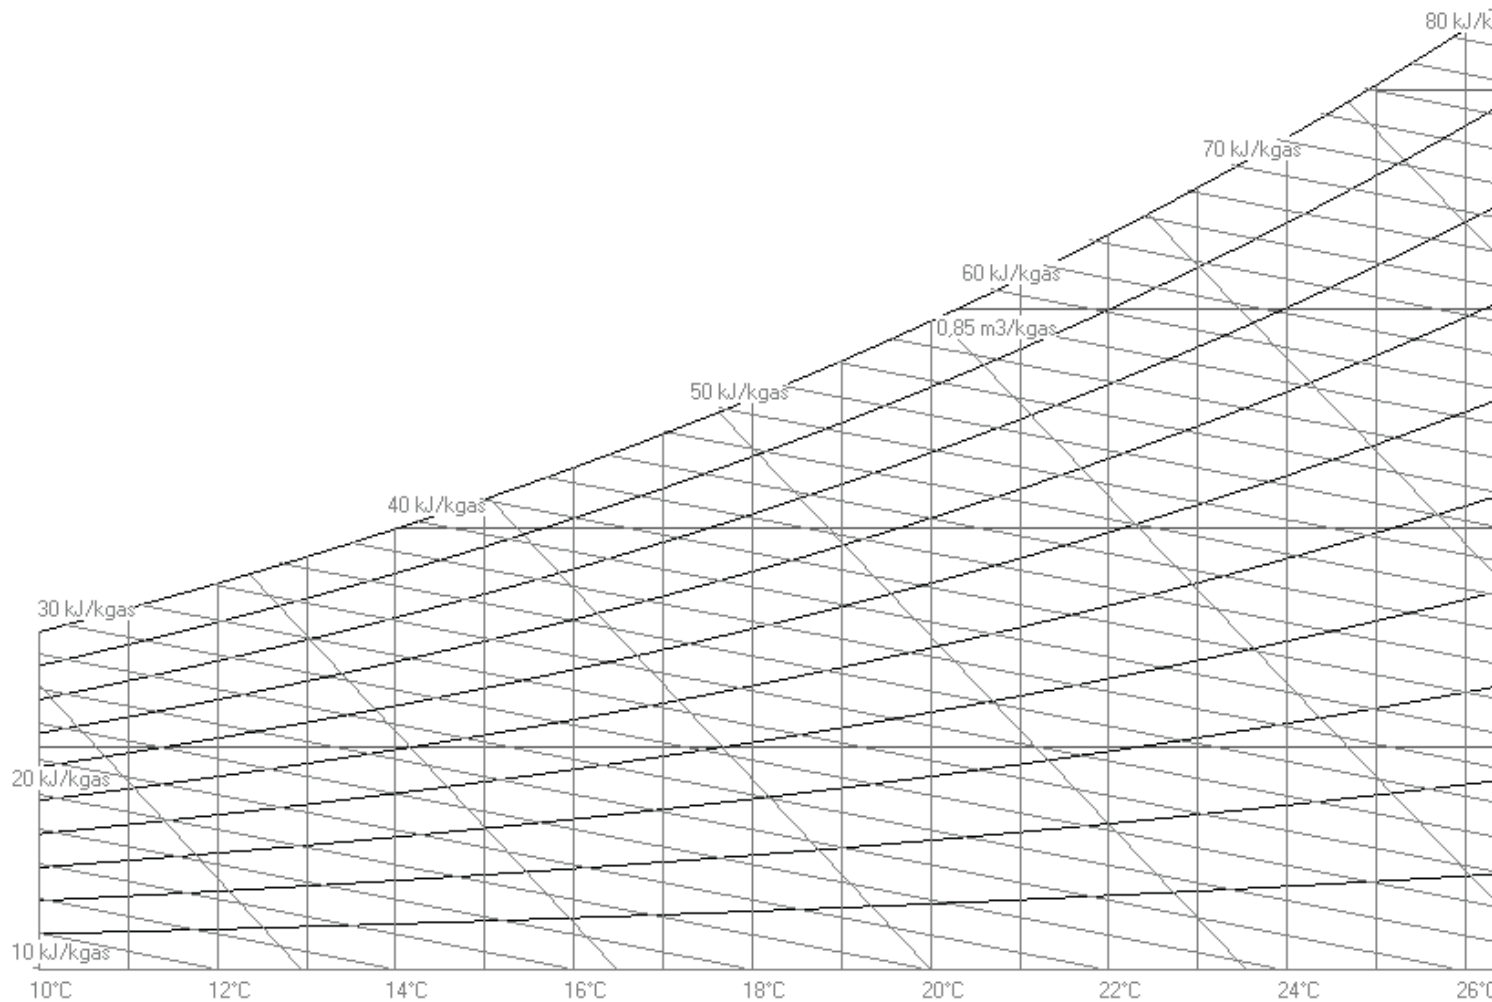 80 kJ/k
70 kJ/kgas
60 kJ/kgas
0,85 m3/kgas
50 kJ/kgas
40 kJ/kgas
30 kJ/kgas
20 kJ/kgas
10 kJ/kgas
10°C 12°C 14°C 16°C 18°C 20°C 22°C 24°C 26°C